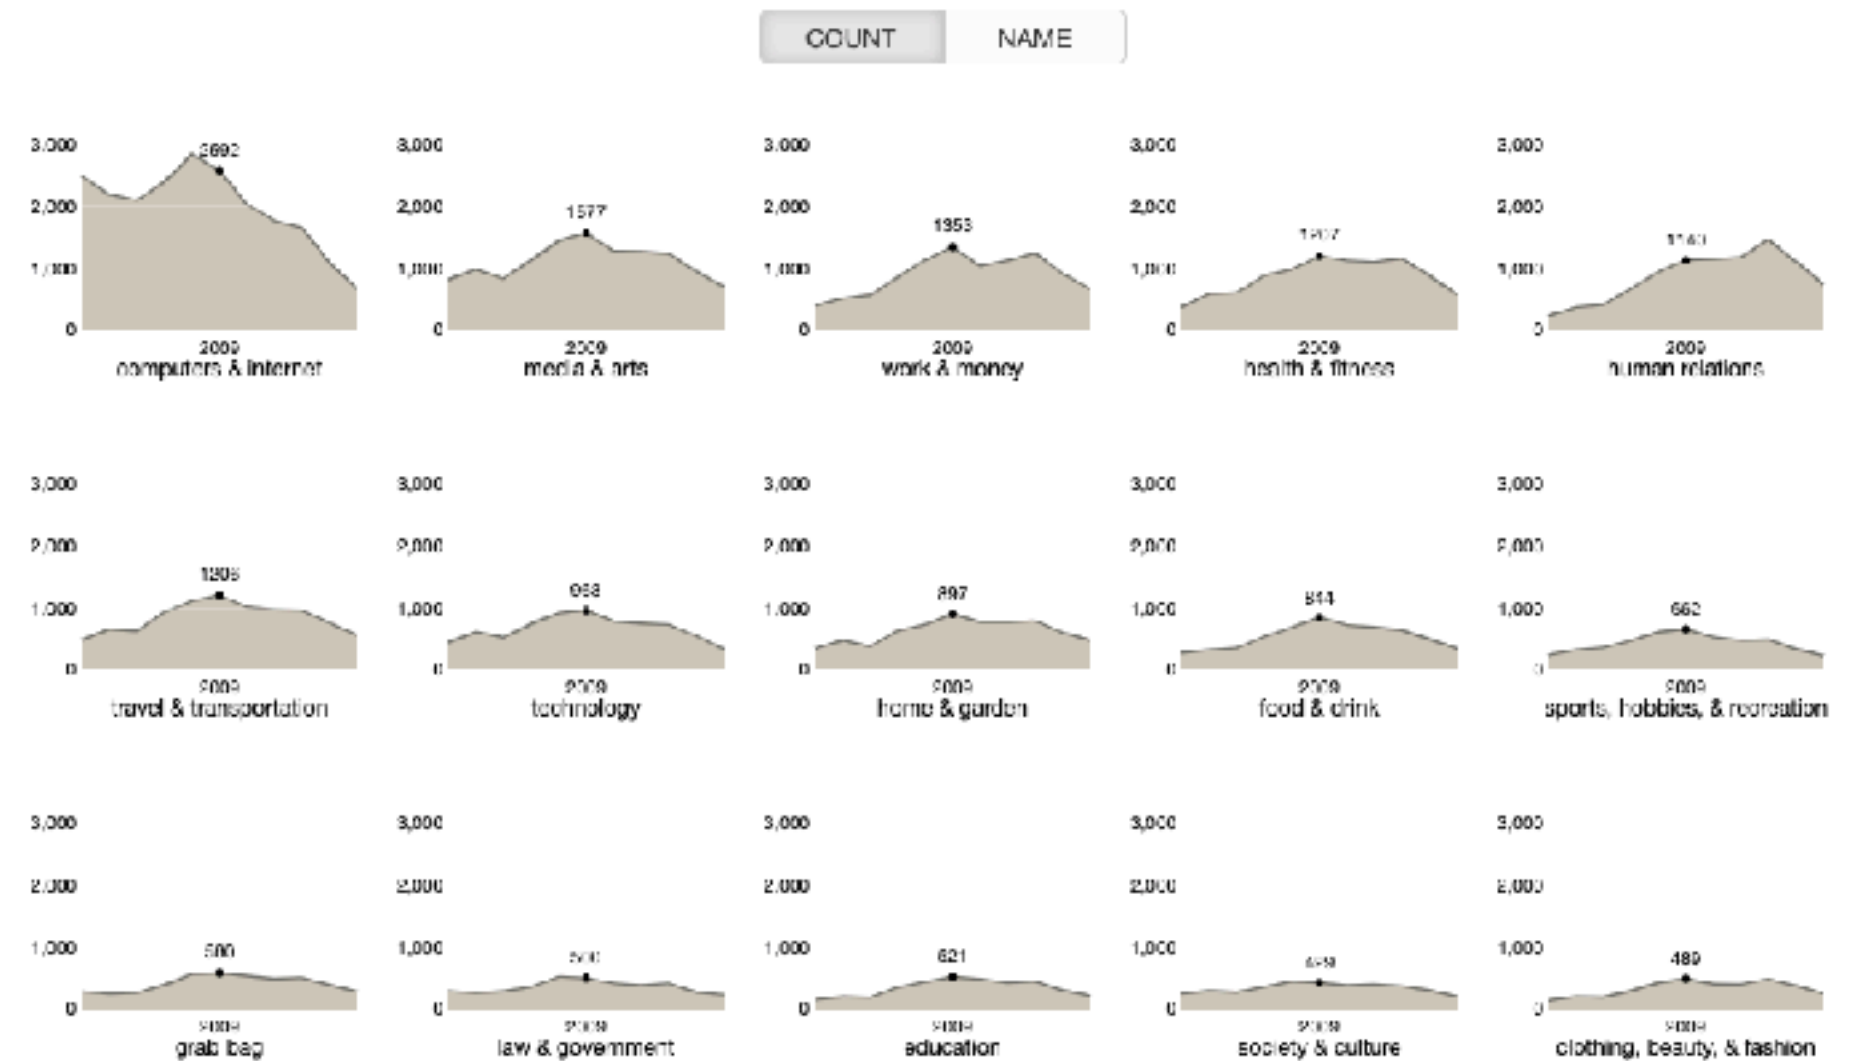 COUNT NAME
3,000 3,000 3,000 3,000 3,000
1577 1353 1207
2,000 2,000 2,000 2,000 2,000
1,000 1,000 1,000 1,000 1,000
0 0 0 0 0
2009 2009 2009 2009 2009
computers & internet media & arts work & money health & fitness human relations
3,000 3,000 3,000 3,000 3,000
2,000 2,000 2,000 2,000 2,000
1206 897 844 662
1,000 1,000 1,000 1,000 1,000
0 0 0 0 0
2009 2009 2009 2009 2009
travel & transportation technology home & garden food & drink sports, hobbies, & recreation
3,000 3,000 3,000 3,000 3,000
2,000 2,000 2,000 2,000 2,000
1,000 1,000 1,000 1,000 1,000
580 489
0 0 0 0 0
2009 2009 2009 2009 2009
grab bag law & government education society & culture clothing, beauty, & fashion